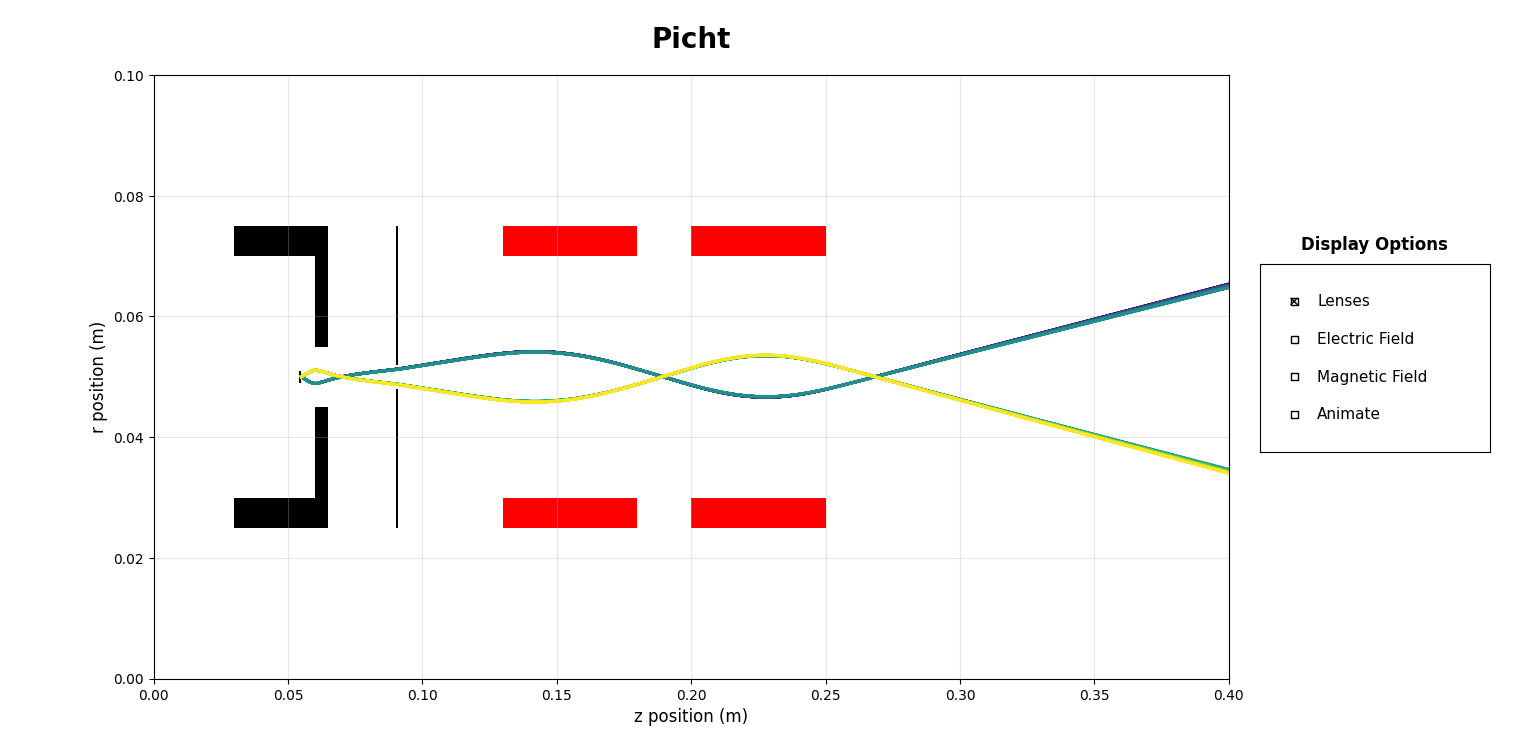 Picht
0.10
0.08
0.06
0.04
0.02
0.00
r position (m)
0.00 0.05 0.10 0.15 0.20 0.25 0.30 0.35 0.40
z position (m)
Display Options
Lenses
Electric Field
Magnetic Field
Animate